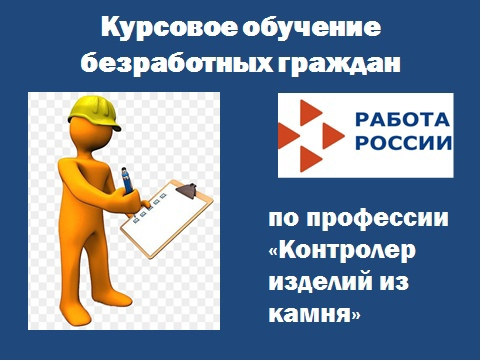 Курсовое обучение
безработных граждан
РАБОТА
РОССИИ
по профессии
«Контролер
изделий из
камня»